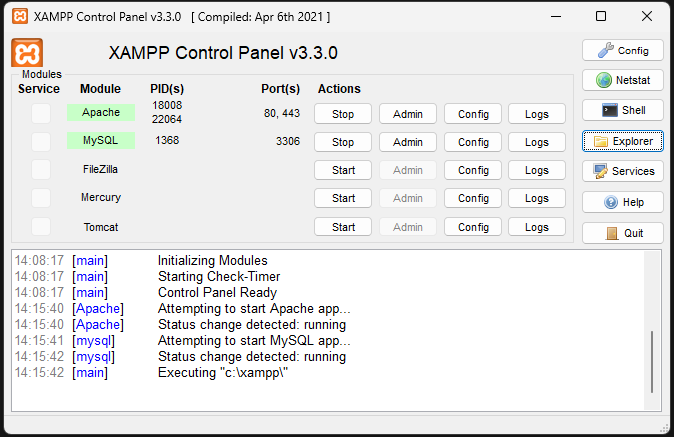 XAMPP Control Panel v3.3.0 [ Compiled: Apr 6th 2021 ]
XAMPP Control Panel v3.3.0
Config
Modules
Service Module PID(s) Port(s) Actions
Netstat
Apache 18008 22064 80, 443 Stop Admin Config Logs
Shell
MySQL 1368 3306 Stop Admin Config Logs
Explorer
FileZilla Start Admin Config Logs
Services
Mercury Start Admin Config Logs
Help
Tomcat Start Admin Config Logs
Quit
14:08:17 [main] Initializing Modules
14:08:17 [main] Starting Check-Timer
14:08:17 [main] Control Panel Ready
14:15:40 [Apache] Attempting to start Apache app...
14:15:40 [Apache] Status change detected: running
14:15:41 [mysql] Attempting to start MySQL app...
14:15:42 [mysql] Status change detected: running
14:15:42 [main] Executing "c:\xampp\"